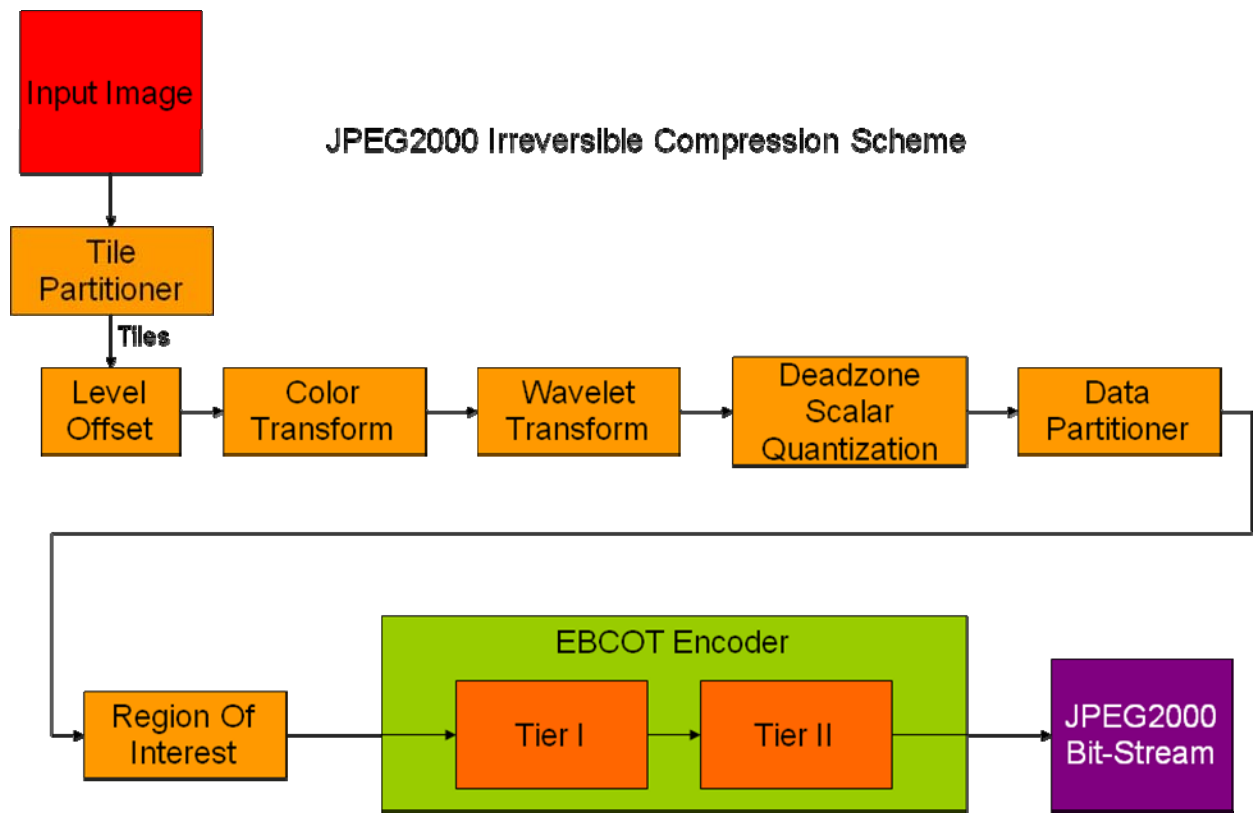 Input Image
JPEG2000 Irreversible Compression Scheme
Tile
Partitioner
Tiles
Level
Offset
Color
Transform
Wavelet
Transform
Deadzone
Scalar
Quantization
Data
Partitioner
Region Of
Interest
EBCOT Encoder
Tier I
Tier II
JPEG2000
Bit-Stream